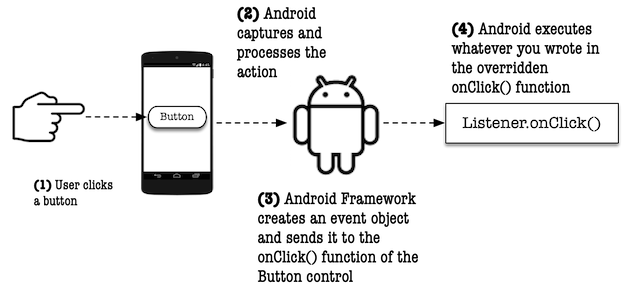 (1) User clicks
a button
Button
(2) Android
captures and
processes the
action
(3) Android Framework
creates an event object
and sends it to the
onClick() function of the
Button control
(4) Android executes
whatever you wrote in
the overridden
onClick() function
Listener.onClick()